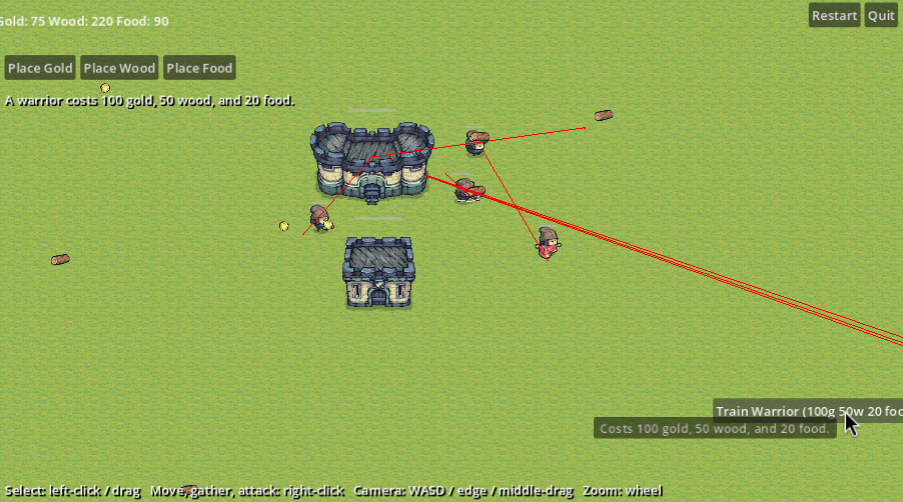 Gold: 75 Wood: 220 Food: 90
Restart Quit
Place Gold Place Wood Place Food
A warrior costs 100 gold, 50 wood, and 20 food.
Train Warrior (100g 50w 20 foo
Costs 100 gold, 50 wood, and 20 food.
Select: left-click / drag Move, gather, attack: right-click Camera: WASD / edge / middle-drag Zoom: wheel